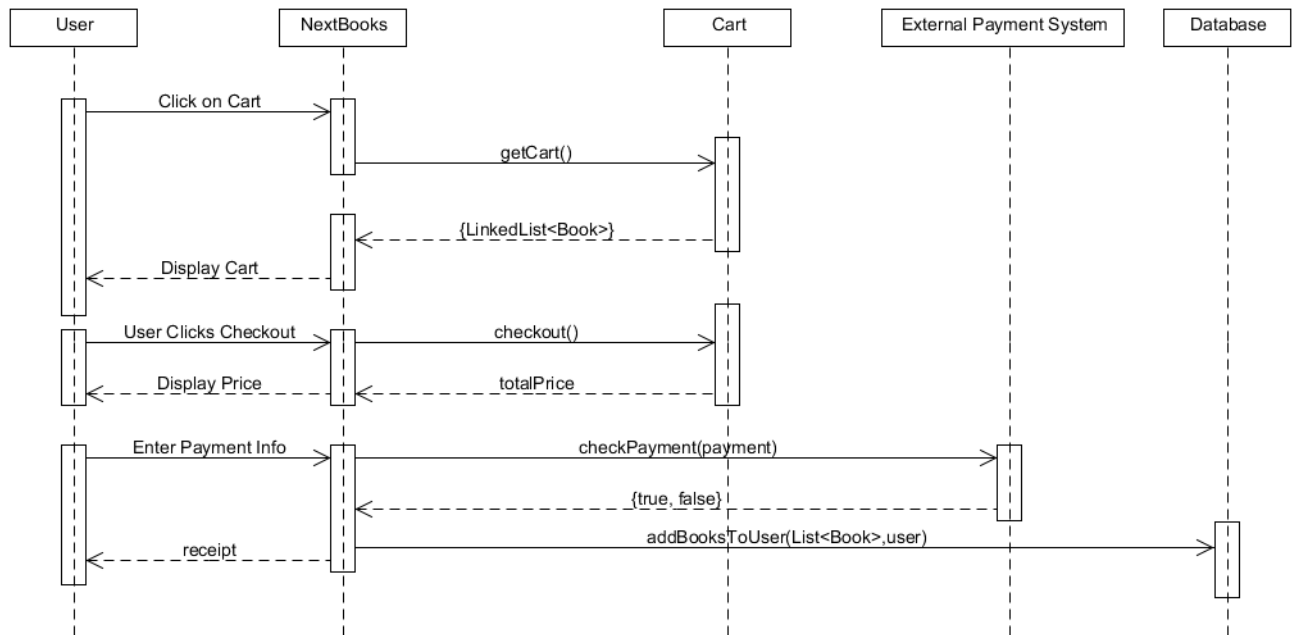 User
NextBooks
Cart
External Payment System
Database
Click on Cart
getCart()
{LinkedList<Book>}
Display Cart
User Clicks Checkout
checkout()
Display Price
totalPrice
Enter Payment Info
checkPayment(payment)
{true, false}
addBooksToUser(List<Book>,user)
receipt